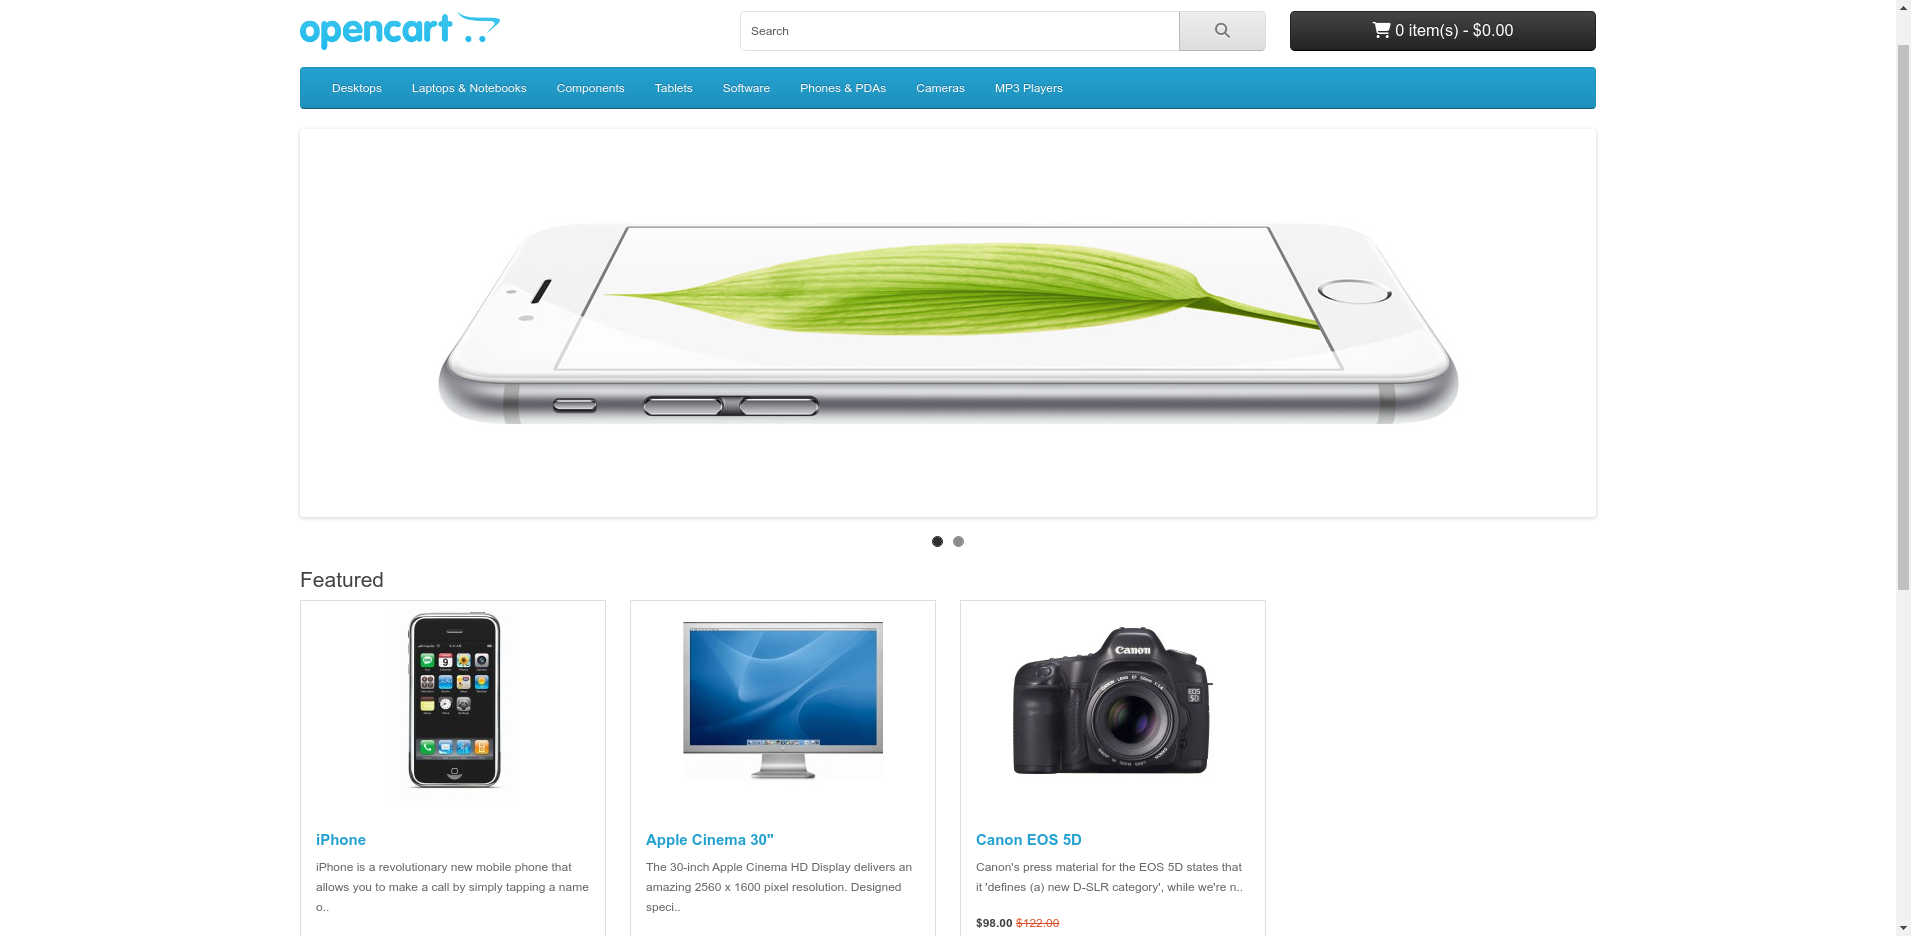 opencart
Search
0 item(s) - $0.00
Desktops
Laptops & Notebooks
Components
Tablets
Software
Phones & PDAs
Cameras
MP3 Players
Featured
Canon
EOS
5D
iPhone
iPhone is a revolutionary new mobile phone that
allows you to make a call by simply tapping a name
o..
Apple Cinema 30"
The 30-inch Apple Cinema HD Display delivers an
amazing 2560 x 1600 pixel resolution. Designed
speci..
Canon EOS 5D
Canon's press material for the EOS 5D states that
it 'defines (a) new D-SLR category', while we're n..
$98.00 $122.00